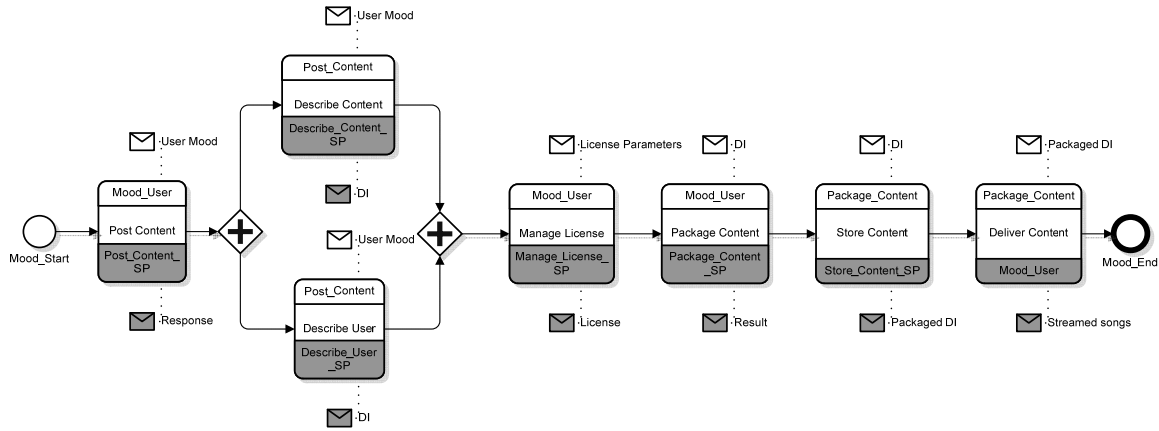 User Mood
Post_Content
Describe Content
Describe_Content_
SP
DI
User Mood
Mood_User
Post Content
Post_Content_
SP
Response
Mood_Start
User Mood
Post_Content
Describe User
Describe_User
_SP
DI
License Parameters
Mood_User
Manage License
Manage_License_
SP
License
DI
Mood_User
Package Content
Package_Content
_SP
Result
DI
Package_Content
Store Content
Store_Content_SP
Packaged DI
Packaged DI
Package_Content
Deliver Content
Mood_User
Streamed songs
Mood_End